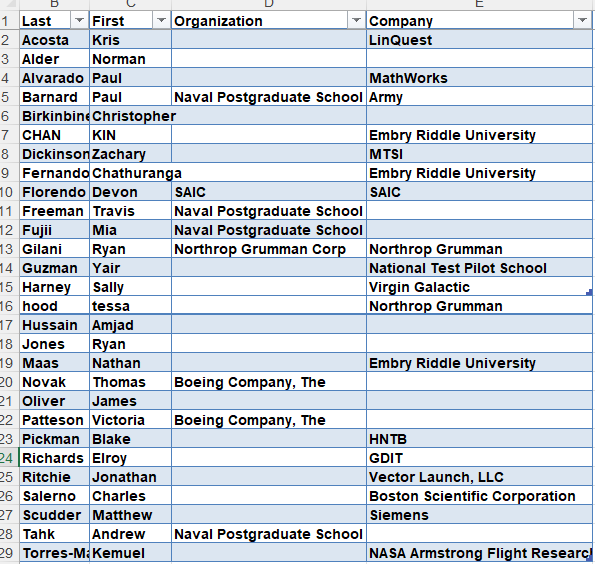 B C D E
1 Last First Organization Company
2 Acosta Kris LinQuest
3 Alder Norman
4 Alvarado Paul MathWorks
5 Barnard Paul Naval Postgraduate School Army
6 Birkinbine Christopher
7 CHAN KIN Embry Riddle University
8 Dickinson Zachary MTSI
9 Fernando Chathuranga Embry Riddle University
10 Florendo Devon SAIC SAIC
11 Freeman Travis Naval Postgraduate School
12 Fujii Mia Naval Postgraduate School
13 Gilani Ryan Northrop Grumman Corp Northrop Grumman
14 Guzman Yair National Test Pilot School
15 Harney Sally Virgin Galactic
16 hood tessa Northrop Grumman
17 Hussain Amjad
18 Jones Ryan
19 Maas Nathan Embry Riddle University
20 Novak Thomas Boeing Company, The
21 Oliver James
22 Patteson Victoria Boeing Company, The
23 Pickman Blake HNTB
24 Richards Elroy GDIT
25 Ritchie Jonathan Vector Launch, LLC
26 Salerno Charles Boston Scientific Corporation
27 Scudder Matthew Siemens
28 Tahk Andrew Naval Postgraduate School
29 Torres-Ma Kemuel NASA Armstrong Flight Research